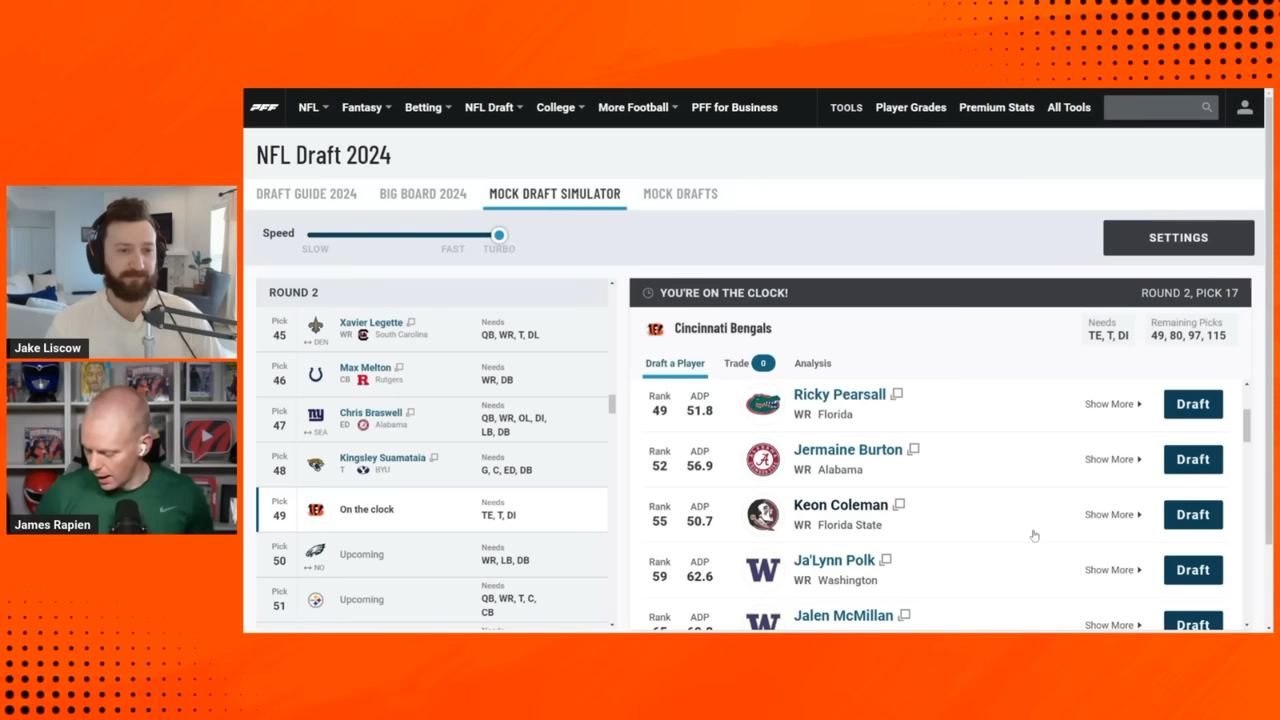 PFF
NFL
Fantasy
Betting
NFL Draft
College
More Football
PFF for Business
TOOLS
Player Grades
Premium Stats
All Tools
NFL Draft 2024
DRAFT GUIDE 2024
BIG BOARD 2024
MOCK DRAFT SIMULATOR
MOCK DRAFTS
Speed
SLOW
FAST
TURBO
SETTINGS
Jake Liscow
James Rapien
ROUND 2
Pick
45
↔ DEN
Xavier Legette
WR South Carolina
Needs
QB, WR, T, DL
Pick
46
Max Melton
CB R Rutgers
Needs
WR, DB
Pick
47
ny
↔ SEA
Chris Braswell
ED Alabama
Needs
QB, WR, OL, DI,
LB, DB
Pick
48
Kingsley Suamataia
T BYU
Needs
G, C, ED, DB
Pick
49
On the clock
Needs
TE, T, DI
Pick
50
↔ NO
Upcoming
Needs
WR, LB, DB
Pick
51
Upcoming
Needs
QB, WR, T, C,
CB
YOU'RE ON THE CLOCK!
ROUND 2, PICK 17
Cincinnati Bengals
Needs
TE, T, DI
Remaining Picks
49, 80, 97, 115
Draft a Player
Trade 0
Analysis
Rank
49
ADP
51.8
Ricky Pearsall
WR Florida
Show More
Draft
Rank
52
ADP
56.9
Jermaine Burton
WR Alabama
Show More
Draft
Rank
55
ADP
50.7
Keon Coleman
WR Florida State
Show More
Draft
Rank
59
ADP
62.6
W
Ja'Lynn Polk
WR Washington
Show More
Draft
Rank
ADP
Jalen McMillan
Show More
Draft